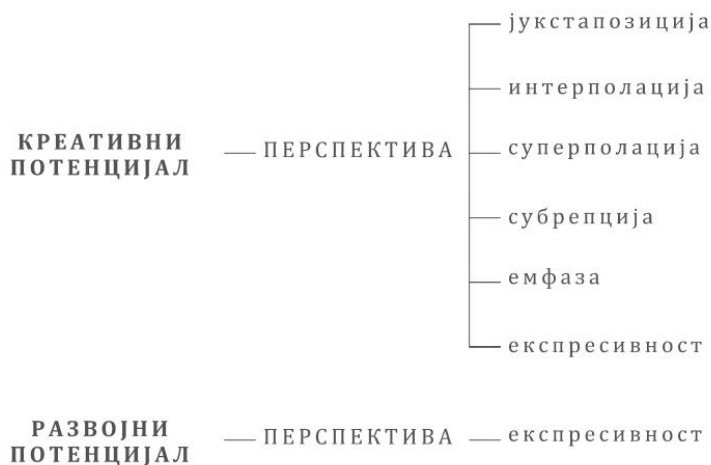 КРЕАТИВНИ
ПОТЕНЦИЈАЛ
ПЕРСПЕКТИВА
јукстапозиција
интерполација
суперполација
субрепција
емфаза
експресивност
РАЗВОЈНИ
ПОТЕНЦИЈАЛ
ПЕРСПЕКТИВА
експресивност